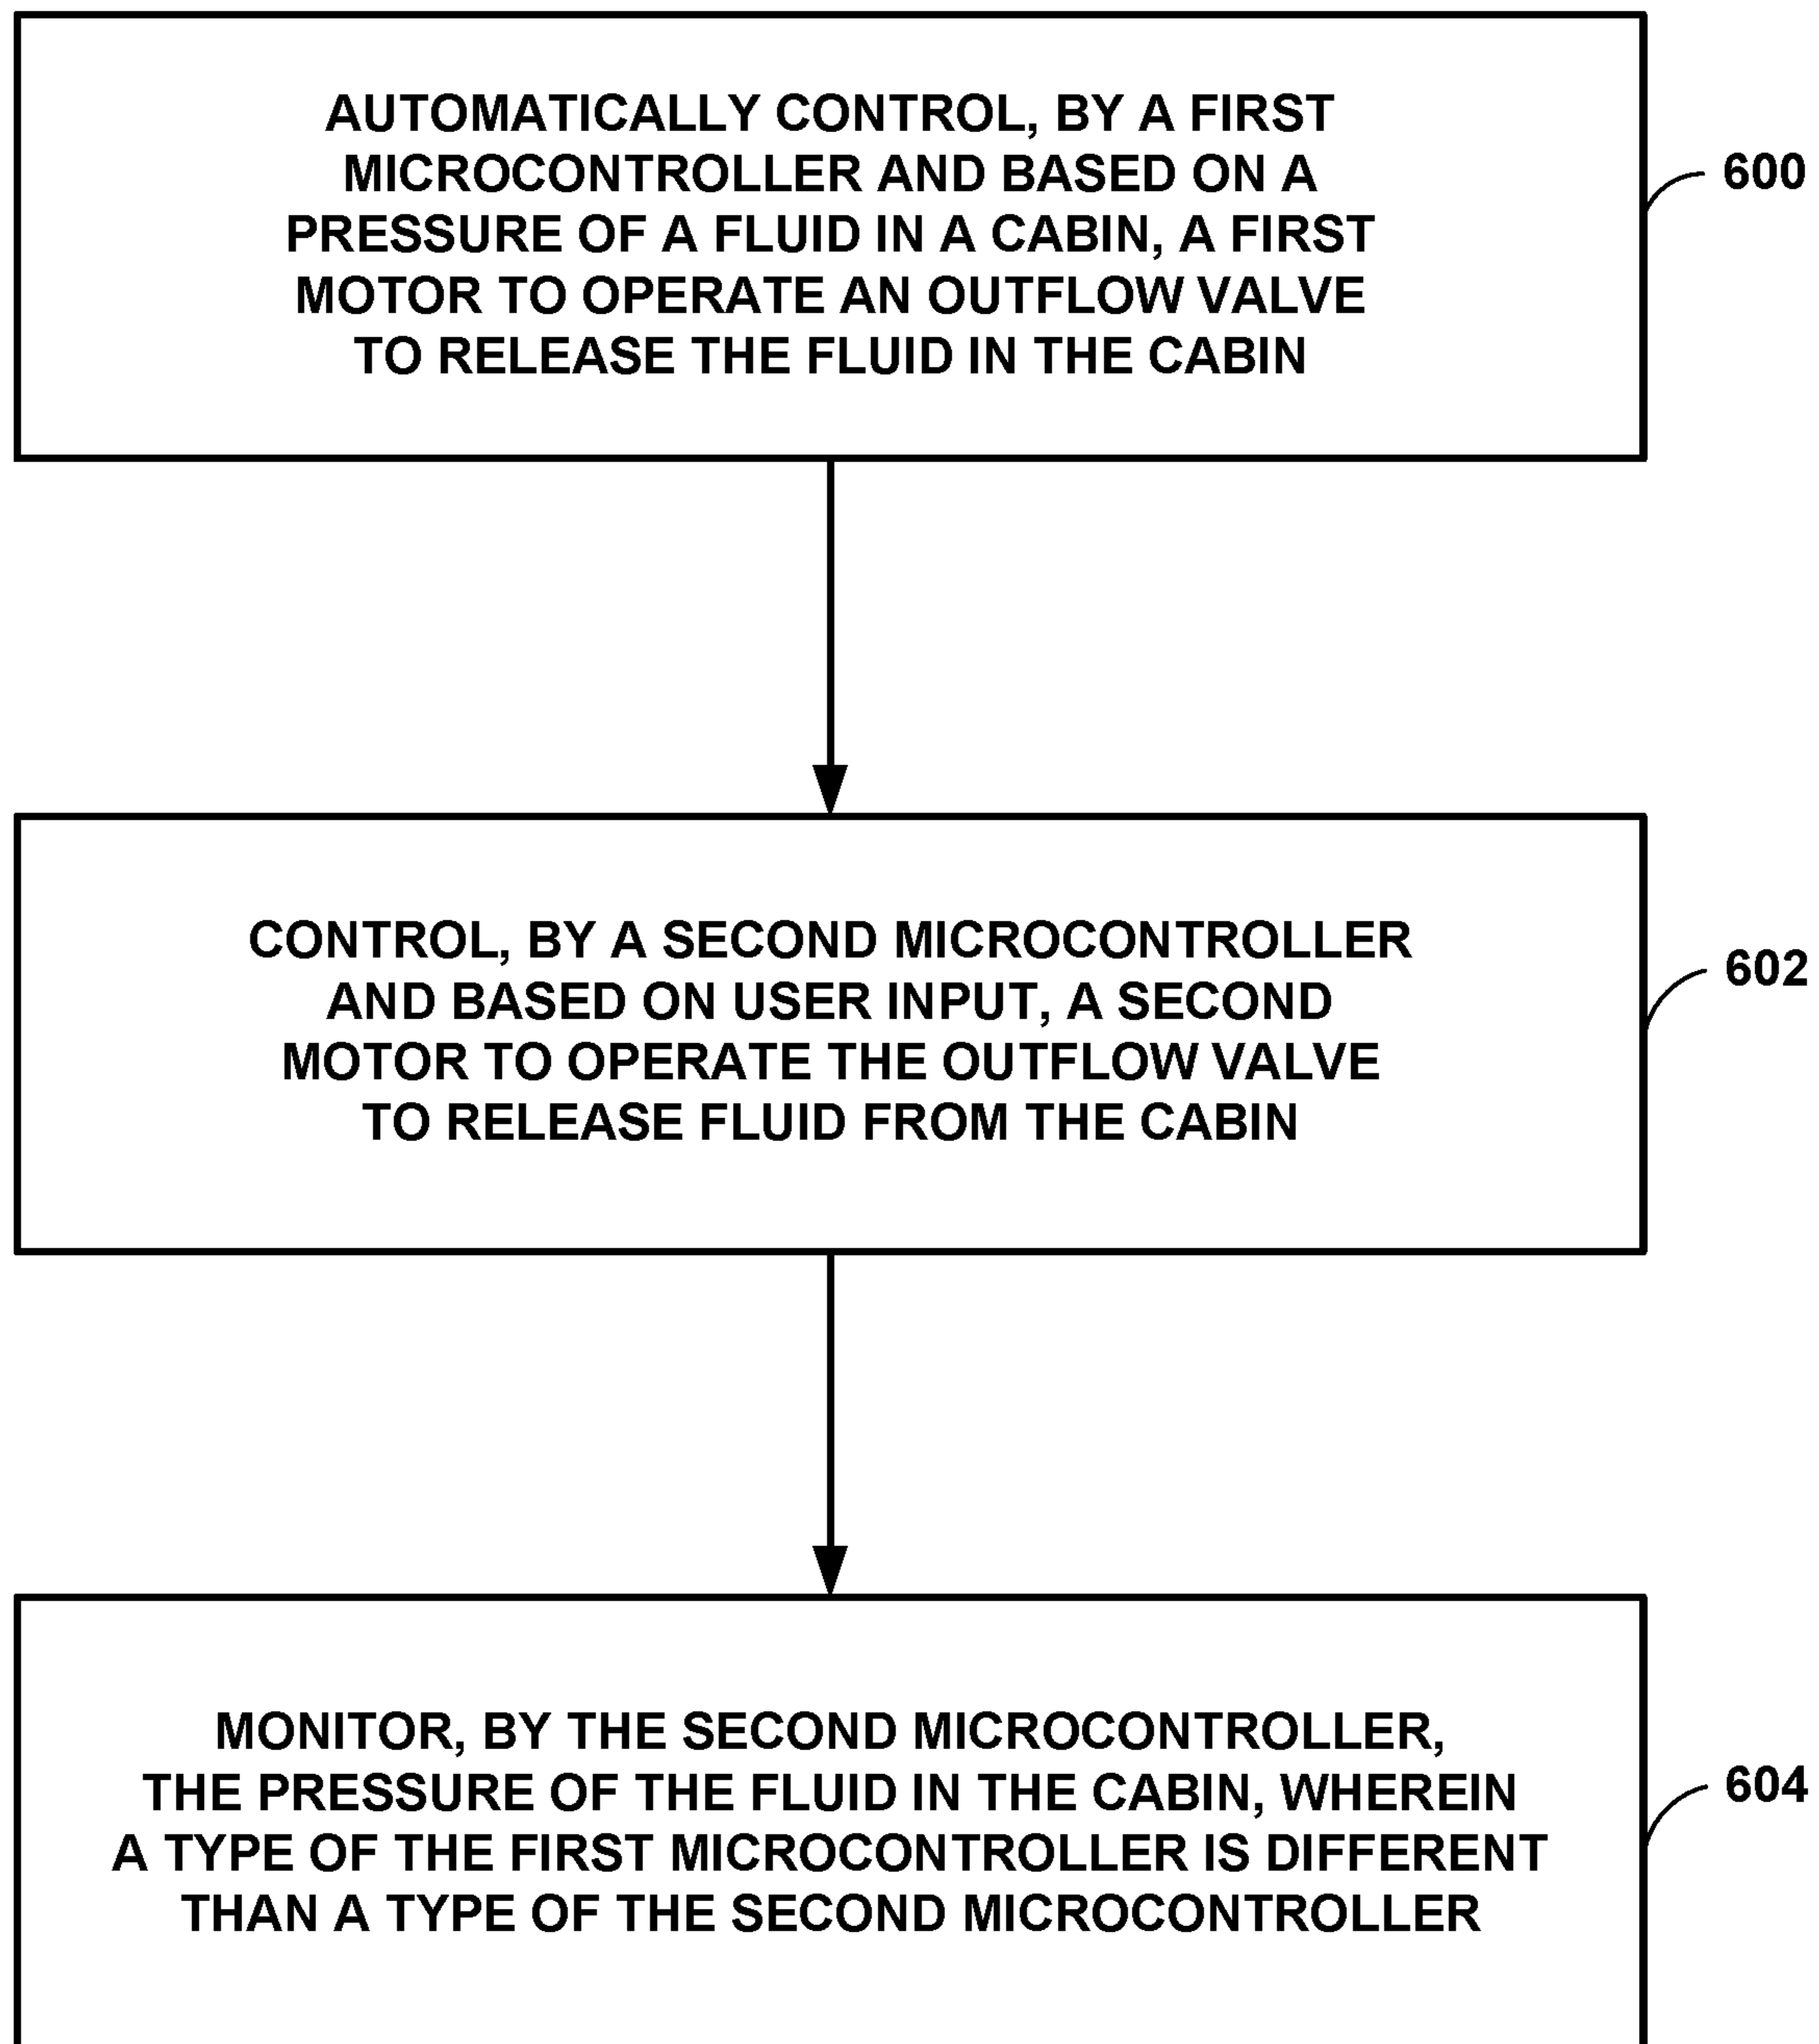 AUTOMATICALLY CONTROL, BY A FIRST
MICROCONTROLLER AND BASED ON A
PRESSURE OF A FLUID IN A CABIN, A FIRST
MOTOR TO OPERATE AN OUTFLOW VALVE
TO RELEASE THE FLUID IN THE CABIN
600
CONTROL, BY A SECOND MICROCONTROLLER
AND BASED ON USER INPUT, A SECOND
MOTOR TO OPERATE THE OUTFLOW VALVE
TO RELEASE FLUID FROM THE CABIN
602
MONITOR, BY THE SECOND MICROCONTROLLER,
THE PRESSURE OF THE FLUID IN THE CABIN, WHEREIN
A TYPE OF THE FIRST MICROCONTROLLER IS DIFFERENT
THAN A TYPE OF THE SECOND MICROCONTROLLER
604